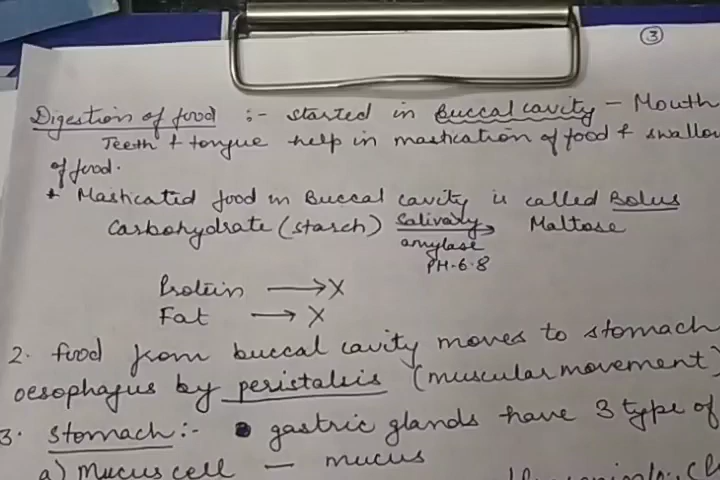 ③
Digestion of food :- started in Buccal cavity - Mouth
Teeth + tongue help in mastication of food + swallow
of food.
* Masticated food in Buccal cavity is called Bolus
Carbohydrate (starch) Salivary amylase PH-6.8 → Maltose
Protein → X
Fat → X
2. food from buccal cavity moves to stomach
oesophagus by peristalsis (muscular movement)
3. Stomach :- gastric glands have 3 type of
a) Mucus cell - mucus